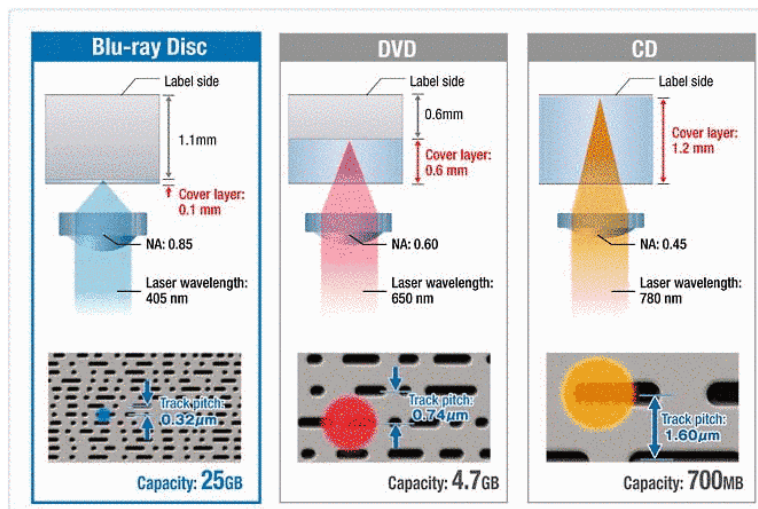 Blu-ray Disc
Label side
1.1mm
Cover layer:
0.1 mm
NA: 0.85
Laser wavelength:
405 nm
Track pitch:
0.32μm
Capacity: 25GB
DVD
Label side
0.6mm
Cover layer:
0.6 mm
NA: 0.60
Laser wavelength:
650 nm
Track pitch:
0.74μm
Capacity: 4.7GB
CD
Label side
Cover layer:
1.2 mm
NA: 0.45
Laser wavelength:
780 nm
Track pitch:
1.60μm
Capacity: 700MB